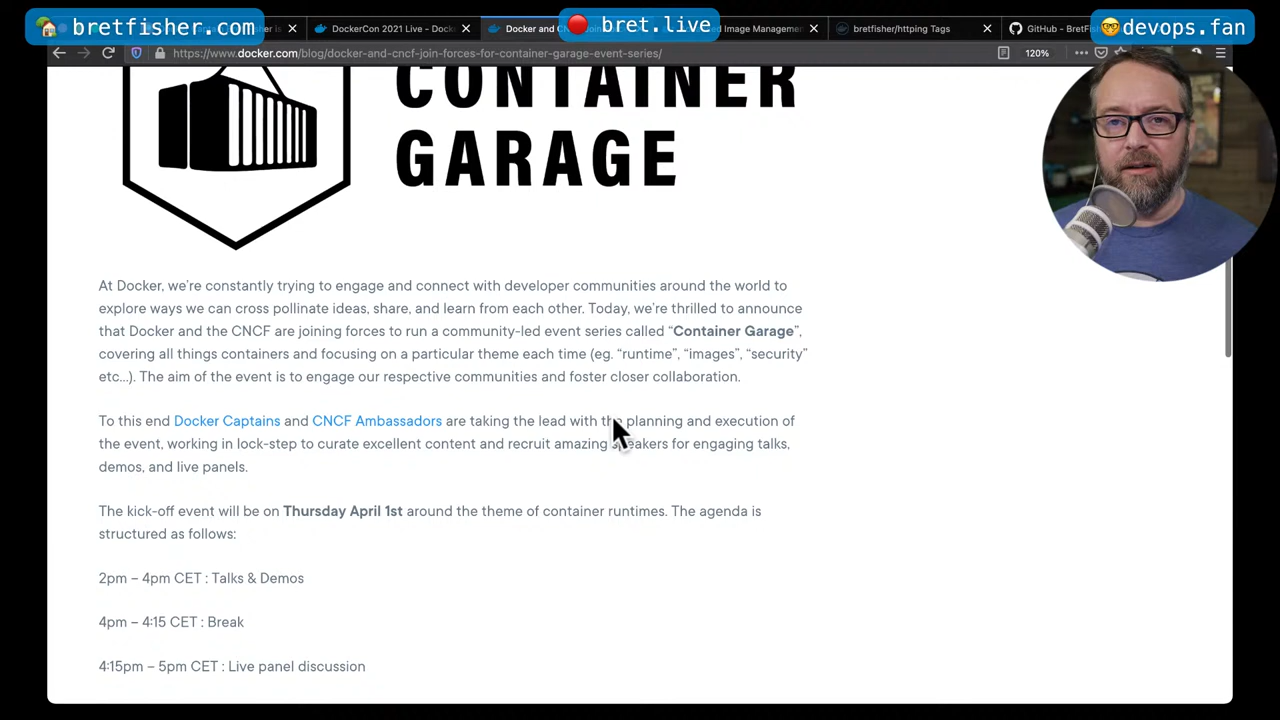 bretfisher.com
bret.live
devops.fan
DockerCon 2021 Live - Dock
Docker and
ed Image Managemen
bretfisher/httping Tags
GitHub - BretFi
https://www.docker.com/blog/docker-and-cncf-join-forces-for-container-garage-event-series/
120%
CONTAINER
GARAGE
At Docker, we're constantly trying to engage and connect with developer communities around the world to
explore ways we can cross pollinate ideas, share, and learn from each other. Today, we're thrilled to announce
that Docker and the CNCF are joining forces to run a community-led event series called “Container Garage”,
covering all things containers and focusing on a particular theme each time (eg. “runtime”, “images”, “security”
etc...). The aim of the event is to engage our respective communities and foster closer collaboration.
To this end Docker Captains and CNCF Ambassadors are taking the lead with the planning and execution of
the event, working in lock-step to curate excellent content and recruit amazing speakers for engaging talks,
demos, and live panels.
The kick-off event will be on Thursday April 1st around the theme of container runtimes. The agenda is
structured as follows:
2pm – 4pm CET : Talks & Demos
4pm – 4:15 CET : Break
4:15pm – 5pm CET : Live panel discussion